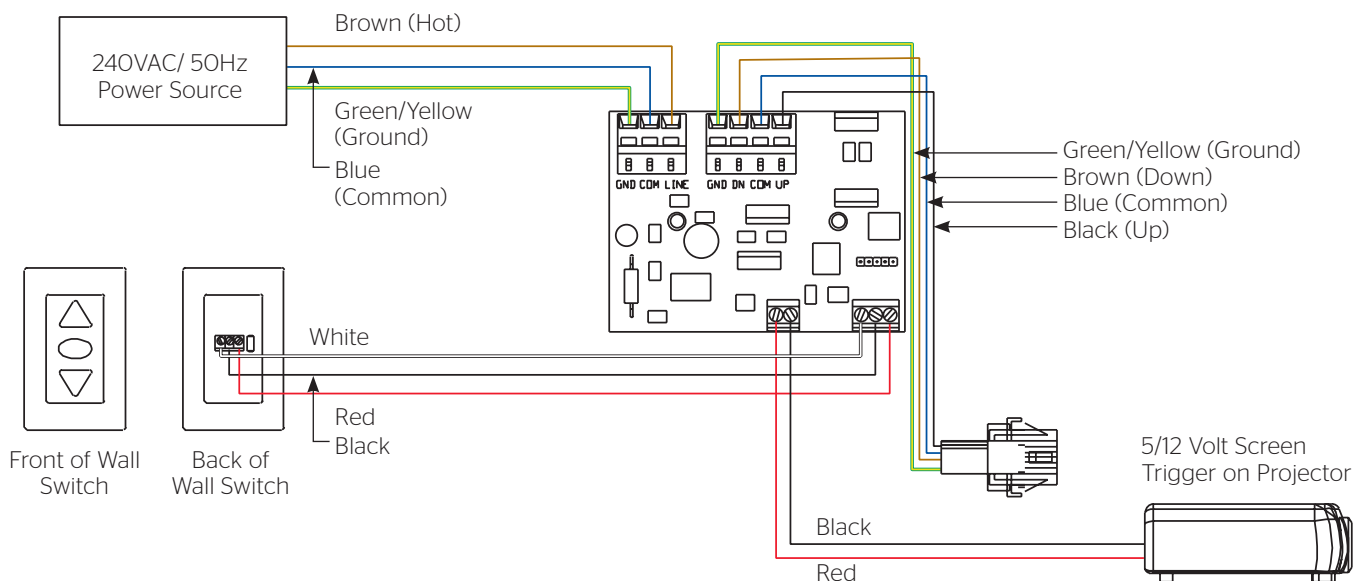 Brown (Hot)
240VAC/ 50Hz
Power Source
Green/Yellow
(Ground)
Blue
(Common)
GND COM LINE
GND DN COM UP
Green/Yellow (Ground)
Brown (Down)
Blue (Common)
Black (Up)
White
Red
Black
Front of Wall
Switch
Back of
Wall Switch
5/12 Volt Screen
Trigger on Projector
Black
Red